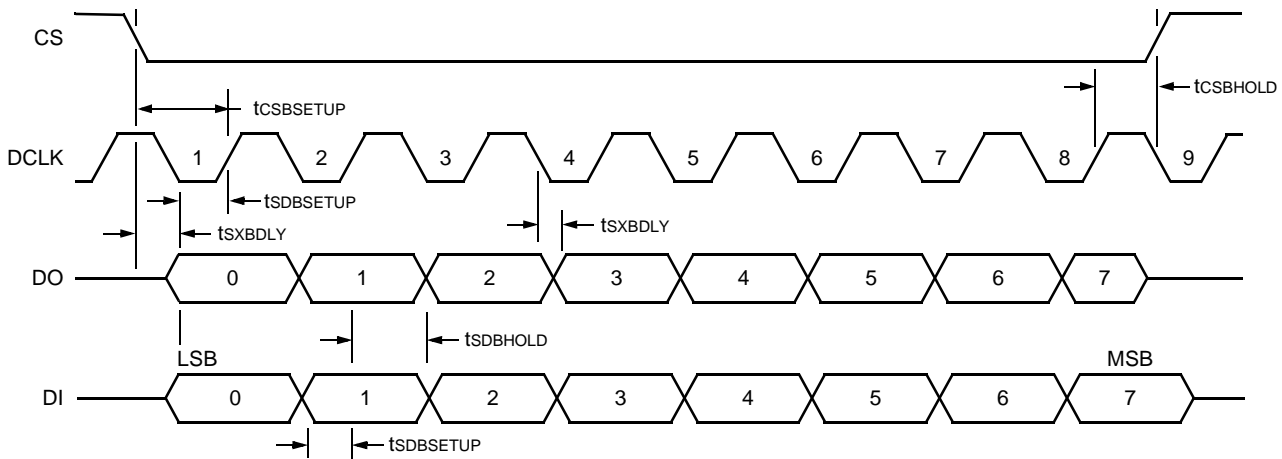 CS
tCSBSETUP
tCSBHOLD
DCLK
1 2 3 4 5 6 7 8 9
tSDBSETUP
tSXBDLY
tSXBDLY
DO
0 1 2 3 4 5 6 7
tSDBHOLD
LSB
MSB
DI
0 1 2 3 4 5 6 7
tSDBSETUP